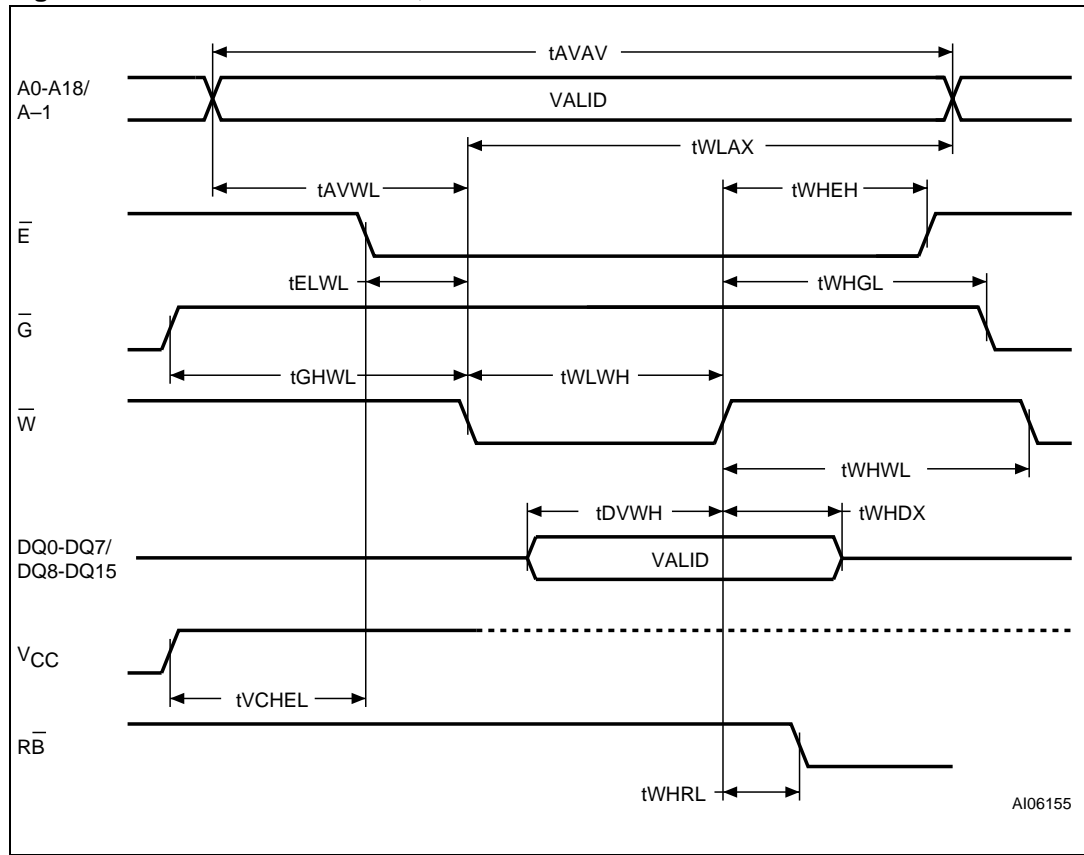 tAVAV
A0-A18/
A–1
VALID
tWLAX
tAVWL
tWHEH
E̅
tELWL
tWHGL
G̅
tGHWL
tWLWH
W̅
tWHWL
tDVWH
tWHDX
DQ0-DQ7/
DQ8-DQ15
VALID
VCC
tVCHEL
RB̅
tWHRL
AI06155